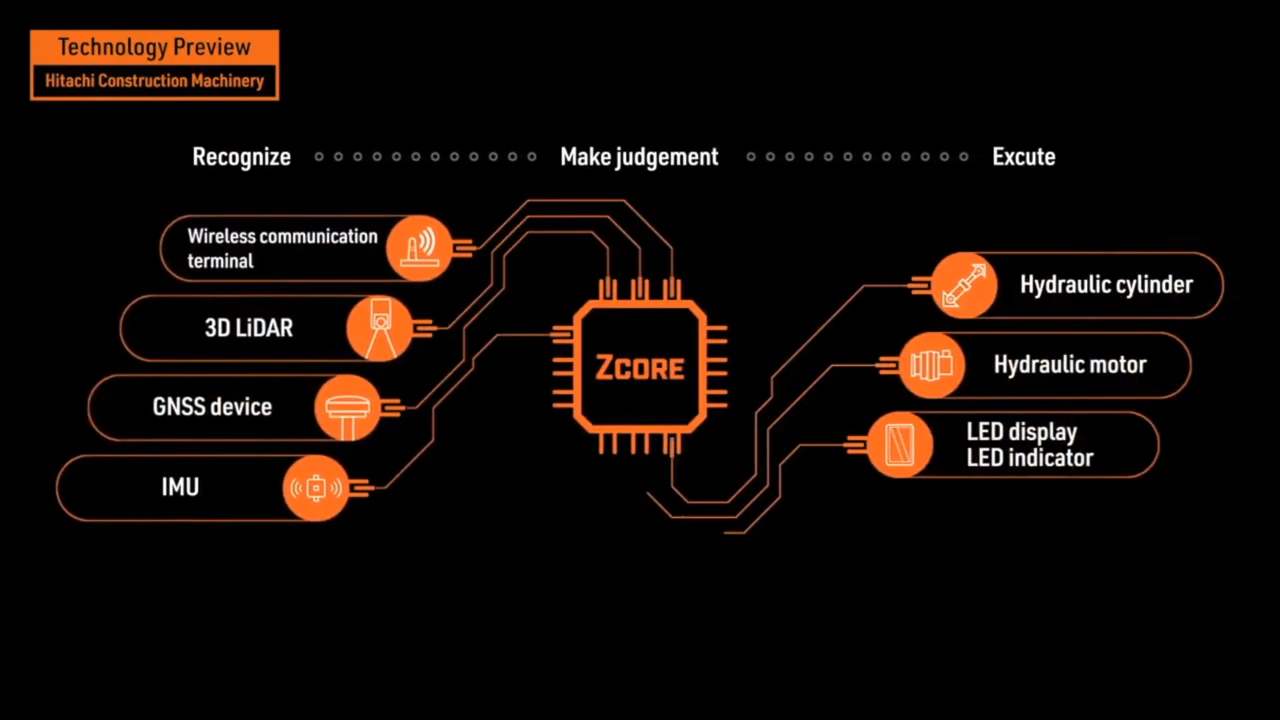 Technology Preview
Hitachi Construction Machinery
Recognize
Make judgement
Excute
Wireless communication
terminal
3D LiDAR
GNSS device
IMU
ZCORE
Hydraulic cylinder
Hydraulic motor
LED display
LED indicator